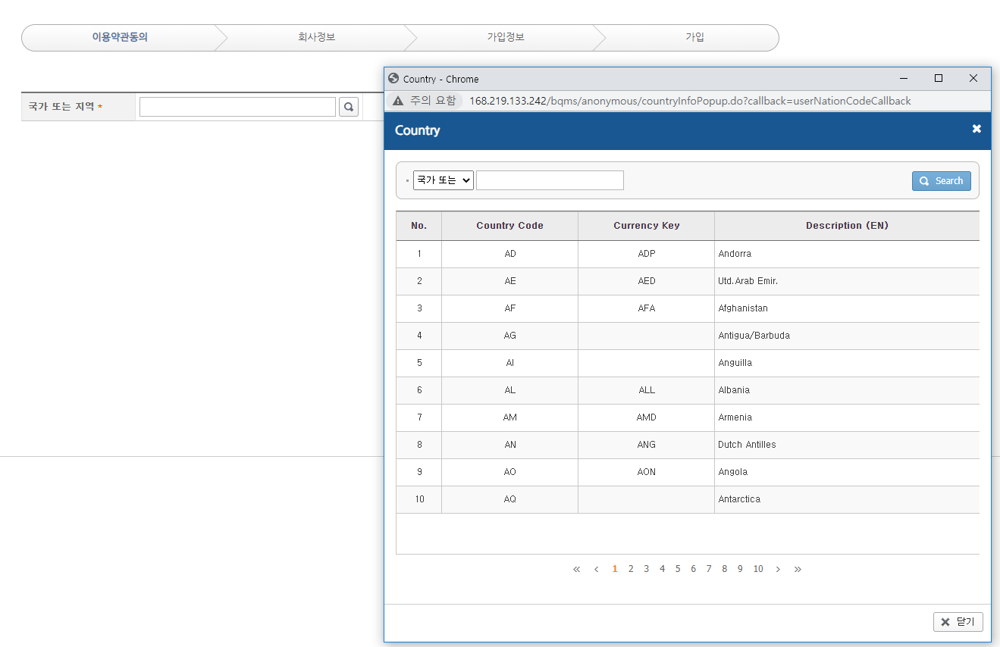 이용약관동의 회사정보 가입정보 가입
국가 또는 지역 *
Country - Chrome
주의 요함 168.219.133.242/bqms/anonymous/countryInfoPopup.do?callback=userNationCodeCallback
Country
국가 또는 Search
No. Country Code Currency Key Description (EN)
1 AD ADP Andorra
2 AE AED Utd.Arab Emir.
3 AF AFA Afghanistan
4 AG Antigua/Barbuda
5 AI Anguilla
6 AL ALL Albania
7 AM AMD Armenia
8 AN ANG Dutch Antilles
9 AO AON Angola
10 AQ Antarctica
« ‹ 1 2 3 4 5 6 7 8 9 10 › »
닫기